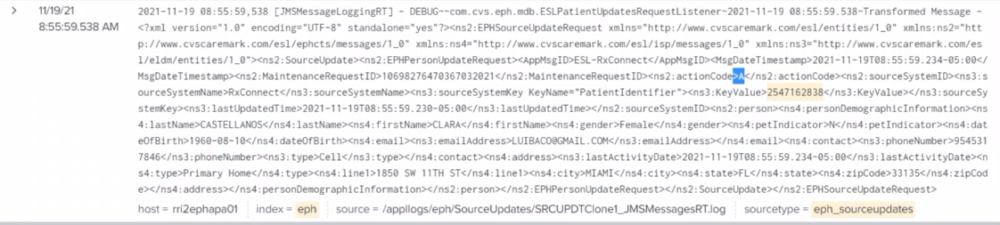 11/19/21
8:55:59.538 AM
2021-11-19 08:55:59,538 [JMSMessageLoggingRT] - DEBUG~~com.cvs.eph.mdb.ESLPatientUpdatesRequestListener~2021-11-19 08:55:59.538~Transformed Message -
<?xml version="1.0" encoding="UTF-8" standalone="yes"?><ns2:EPHSourceUpdateRequest xmlns="http://www.cvscaremark.com/esl/entities/1_0" xmlns:ns2="htt
p://www.cvscaremark.com/esl/ephcts/messages/1_0" xmlns:ns4="http://www.cvscaremark.com/esl/isp/messages/1_0" xmlns:ns3="http://www.cvscaremark.com/es
l/eldm/entities/1_0"><ns2:SourceUpdate><ns2:EPHPersonUpdateRequest><AppMsgID>ESL-RxConnect</AppMsgID><MsgDateTimestamp>2021-11-19T08:55:59.234-05:00</
MsgDateTimestamp><ns2:MaintenanceRequestID>10698276470367032021</ns2:MaintenanceRequestID><ns2:actionCode>A</ns2:actionCode><ns2:sourceSystemID><ns3:s
ourceSystemName>RxConnect</ns3:sourceSystemName><ns3:sourceSystemKey KeyName="PatientIdentifier"><ns3:KeyValue>2547162838</ns3:KeyValue></ns3:sourceSy
stemKey><ns3:lastUpdatedTime>2021-11-19T08:55:59.230-05:00</ns3:lastUpdatedTime></ns2:sourceSystemID><ns2:person><ns4:personDemographicInformation><ns
4:lastName>CASTELLANOS</ns4:lastName><ns4:firstName>CLARA</ns4:firstName><ns4:gender>Female</ns4:gender><ns4:petIndicator>N</ns4:petIndicator><ns4:dat
eOfBirth>1960-08-10</ns4:dateOfBirth><ns4:email><ns3:emailAddress>LUIBACO@GMAIL.COM</ns3:emailAddress></ns4:email><ns4:contact><ns3:phoneNumber>954531
7846</ns3:phoneNumber><ns3:type>Cell</ns3:type></ns4:contact><ns4:address><ns3:lastActivityDate>2021-11-19T08:55:59.234-05:00</ns3:lastActivityDate><n
s4:type>Primary Home</ns4:type><ns4:line1>1850 SW 11TH ST</ns4:line1><ns4:city>MIAMI</ns4:city><ns4:state>FL</ns4:state><ns4:zipCode>33135</ns4:zipCod
e></ns4:address></ns4:personDemographicInformation></ns2:person></ns2:EPHPersonUpdateRequest></ns2:SourceUpdate></ns2:EPHSourceUpdateRequest>
host = rri2ephapa01 index = eph source = /appllogs/eph/SourceUpdates/SRCUPDTClone1_JMSMessagesRT.log sourcetype = eph_sourceupdates